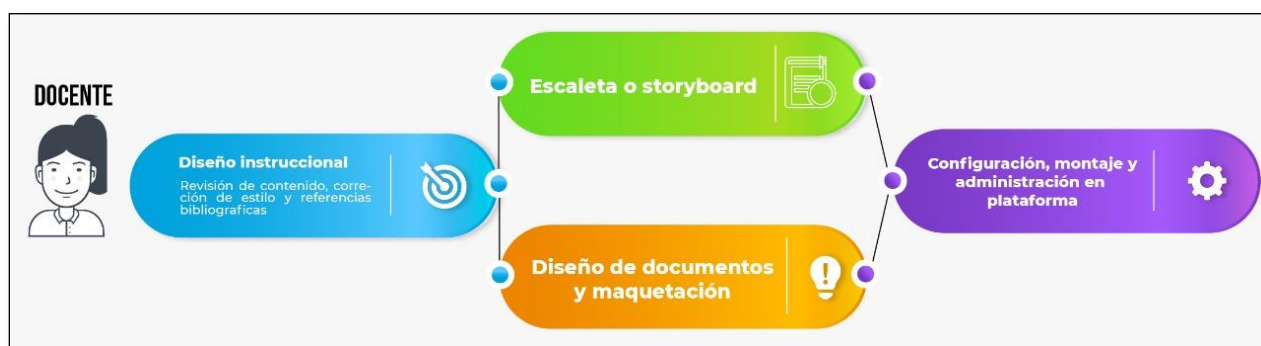 DOCENTE
Diseño instruccional
Revisión de contenido, corre-
ción de estilo y referencias
bibliograficas
Escaleta o storyboard
Diseño de documentos
y maquetación
Configuración, montaje y
administración en
plataforma